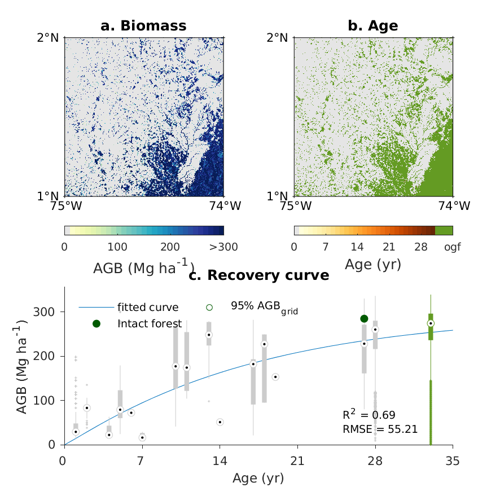 a. Biomass
b. Age
2°N
2°N
1°N
1°N
75°W
74°W
75°W
74°W
0
100
200
>300
0
7
14
21
28
ogf
AGB (Mg ha⁻¹)
Age (yr)
c. Recovery curve
300
200
100
0
AGB (Mg ha⁻¹)
fitted curve
95% AGB_grid
Intact forest
R² = 0.69
RMSE = 55.21
0
7
14
21
28
35
Age (yr)